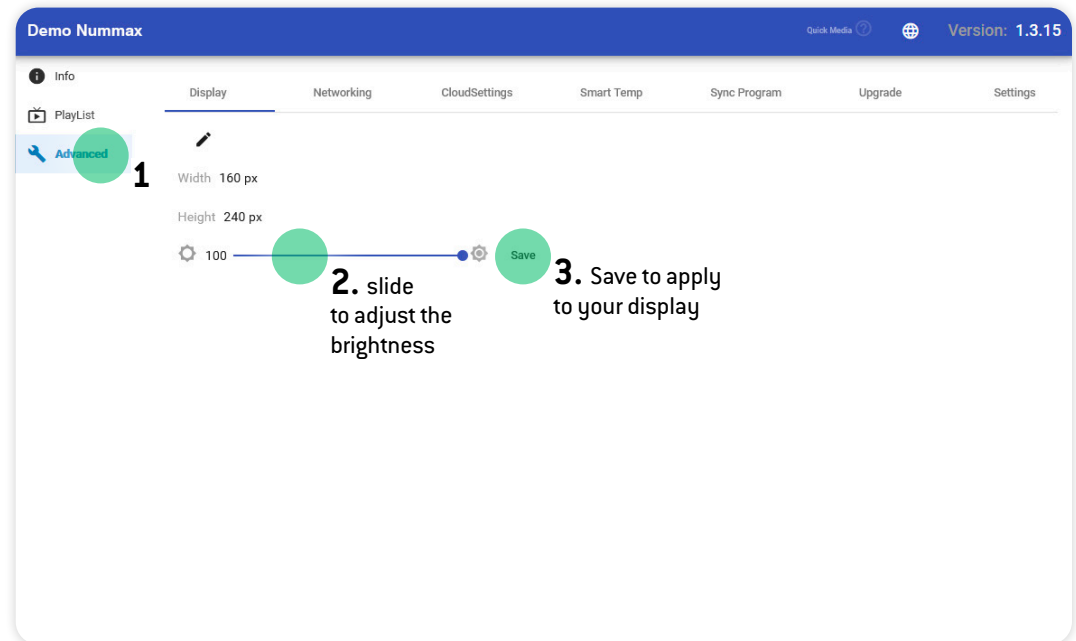 Demo Nummax
Quick Media ?
Version: 1.3.15
Info
PlayList
Advanced
1
Display Networking CloudSettings Smart Temp Sync Program Upgrade Settings
Width 160 px
Height 240 px
100
Save
2. slide
to adjust the
brightness
3. Save to apply
to your display